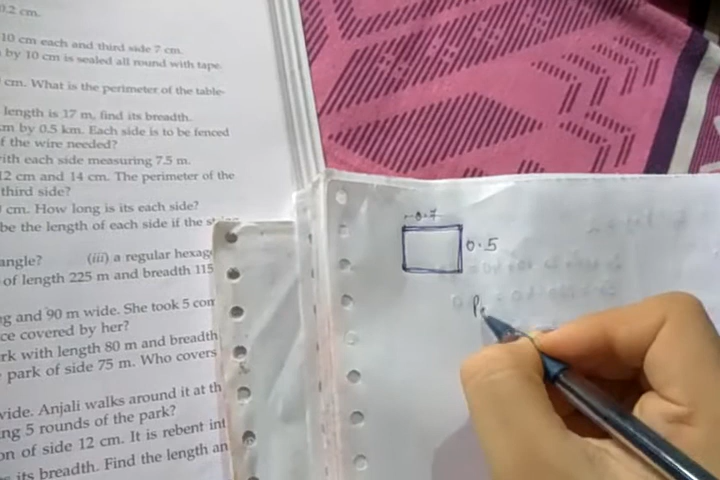 0.2 cm.
10 cm each and third side 7 cm.
by 10 cm is sealed all round with tape.
cm. What is the perimeter of the table-
length is 17 m, find its breadth.
m by 0.5 km. Each side is to be fenced
f the wire needed?
ith each side measuring 7.5 m.
12 cm and 14 cm. The perimeter of the
third side?
cm. How long is its each side?
be the length of each side if the
angle? (iii) a regular hexag
of length 225 m and breadth 115
g and 90 m wide. She took 5 com
ce covered by her?
rk with length 80 m and breadth
park of side 75 m. Who covers
wide. Anjali walks around it at th
ng 5 rounds of the park?
on of side 12 cm. It is rebent int
its breadth. Find the length an
0.7
0.5
Pe